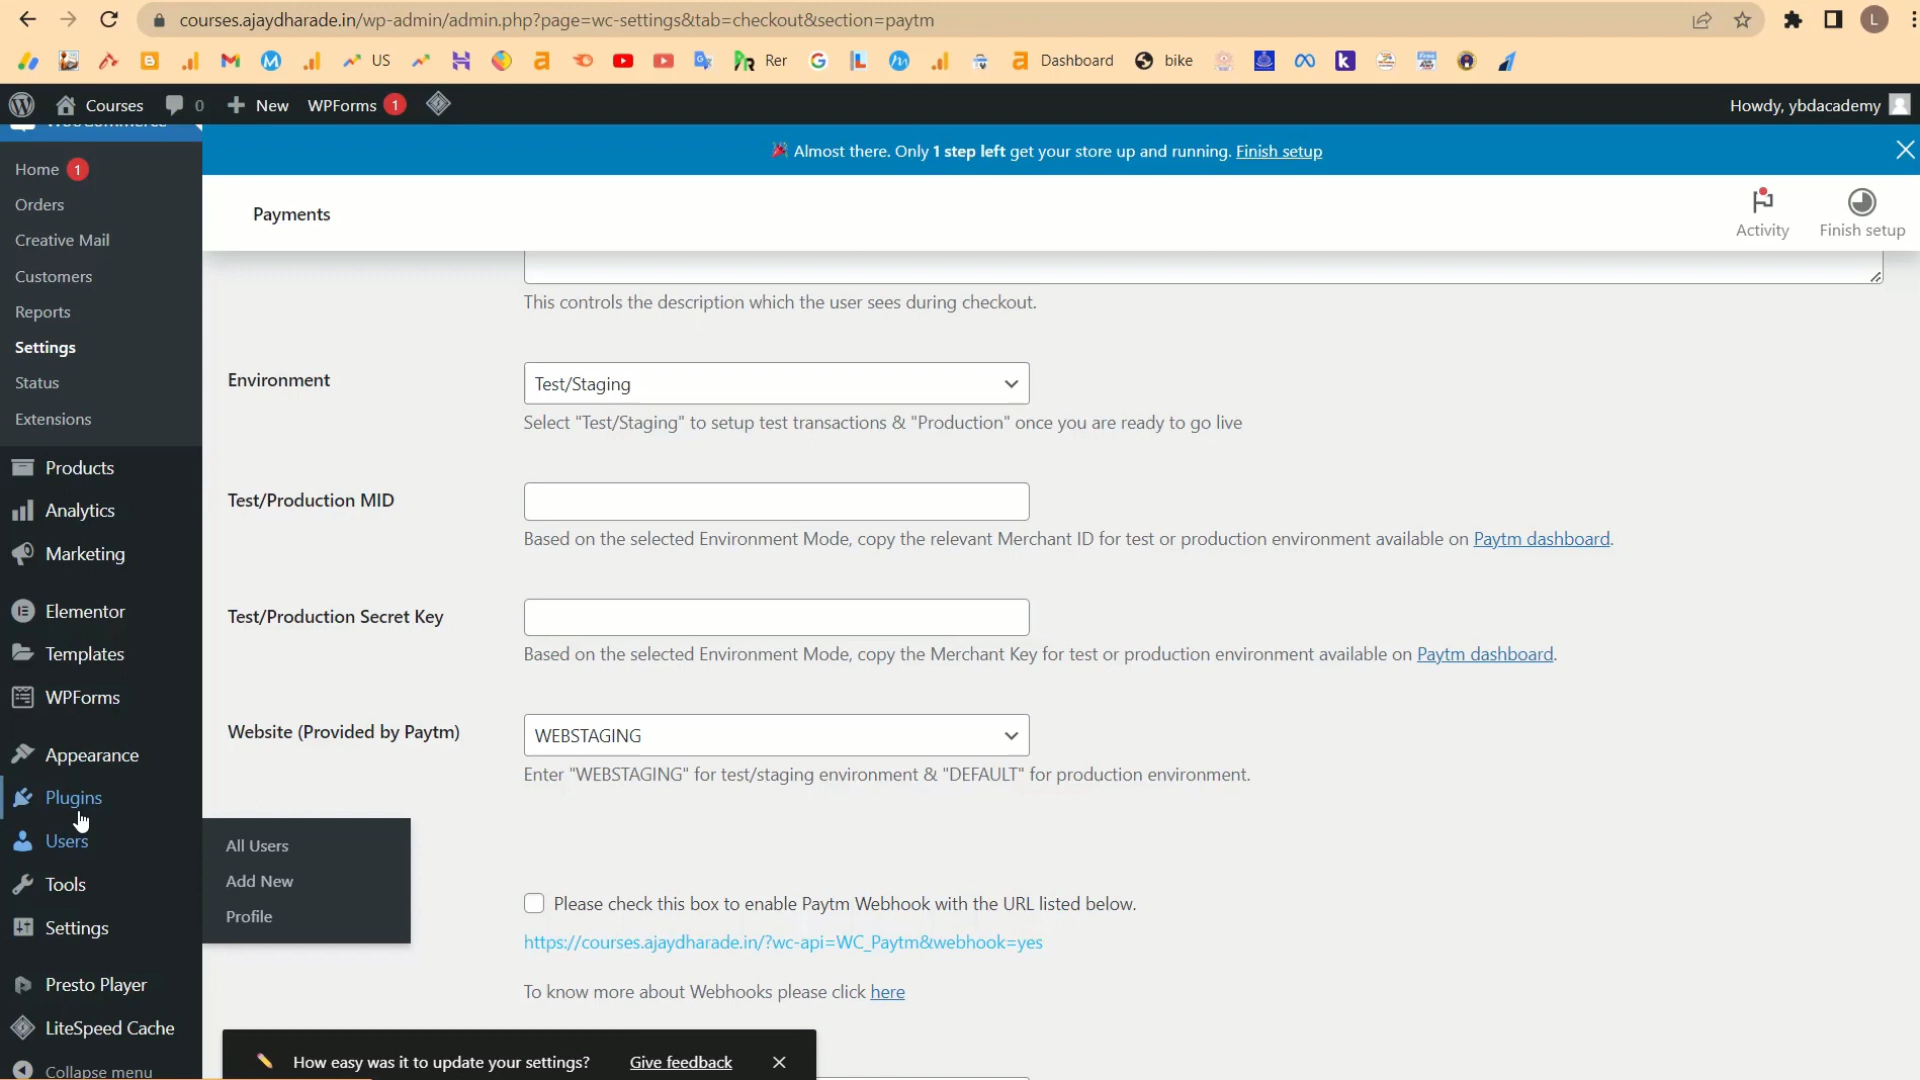 courses.ajaydharade.in/wp-admin/admin.php?page=wc-settings&tab=checkout&section=paytm
L
US
Rer
Dashboard
bike
Courses
0
New
WPForms 1
Howdy, ybdacademy
Almost there. Only 1 step left get your store up and running. Finish setup
Home 1
Orders
Creative Mail
Customers
Reports
Settings
Status
Extensions
Products
Analytics
Marketing
Elementor
Templates
WPForms
Appearance
Plugins
Users
Tools
Settings
Presto Player
LiteSpeed Cache
Collapse menu
All Users
Add New
Profile
Payments
Activity
Finish setup
This controls the description which the user sees during checkout.
Environment
Test/Staging
Select "Test/Staging" to setup test transactions & "Production" once you are ready to go live
Test/Production MID
Based on the selected Environment Mode, copy the relevant Merchant ID for test or production environment available on Paytm dashboard.
Test/Production Secret Key
Based on the selected Environment Mode, copy the Merchant Key for test or production environment available on Paytm dashboard.
Website (Provided by Paytm)
WEBSTAGING
Enter "WEBSTAGING" for test/staging environment & "DEFAULT" for production environment.
Please check this box to enable Paytm Webhook with the URL listed below.
https://courses.ajaydharade.in/?wc-api=WC_Paytm&webhook=yes
To know more about Webhooks please click here
How easy was it to update your settings?
Give feedback